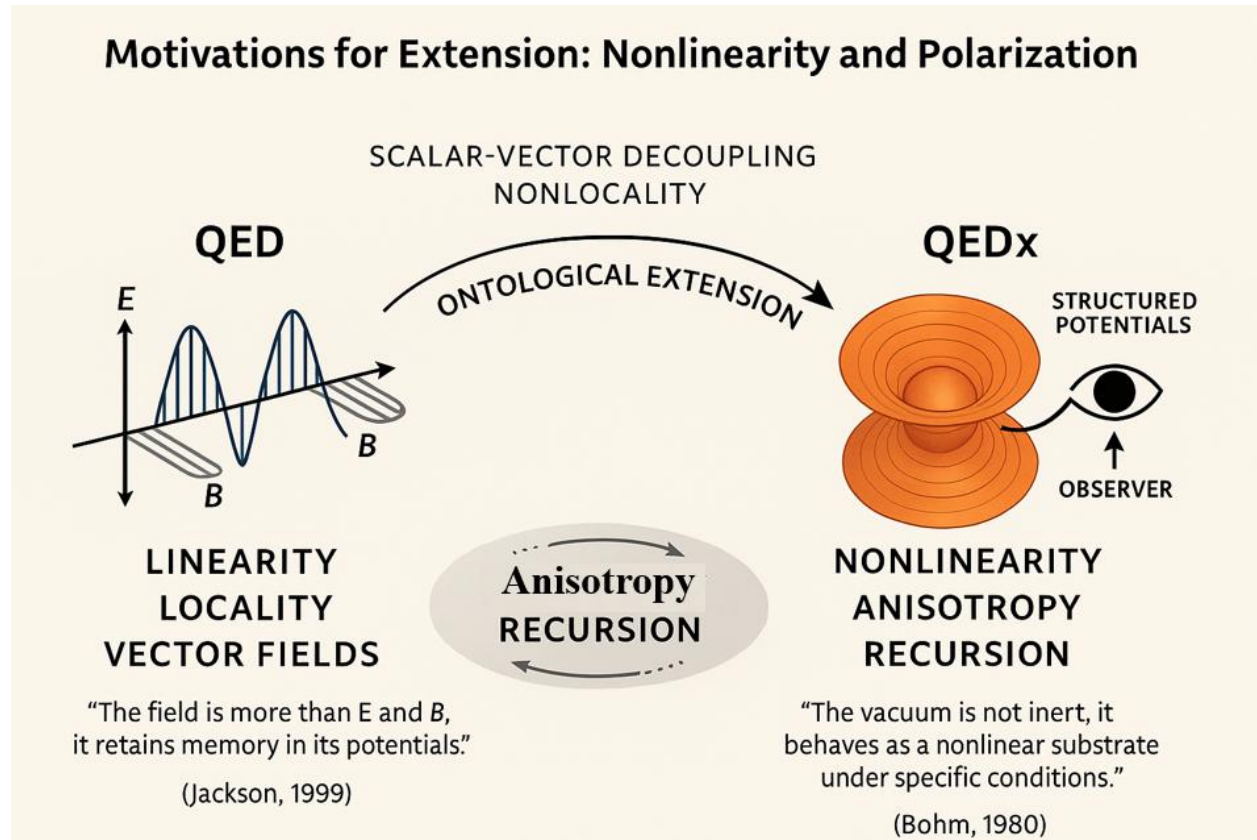 Motivations for Extension: Nonlinearity and Polarization
SCALAR-VECTOR DECOUPLING
NONLOCALITY
ONTOLOGICAL EXTENSION
QED
E
B
B
LINEARITY
LOCALITY
VECTOR FIELDS
“The field is more than E and B,
it retains memory in its potentials.”
(Jackson, 1999)
Anisotropy
RECURSION
QEDx
STRUCTURED
POTENTIALS
OBSERVER
NONLINEARITY
ANISOTROPY
RECURSION
“The vacuum is not inert, it
behaves as a nonlinear substrate
under specific conditions.”
(Bohm, 1980)